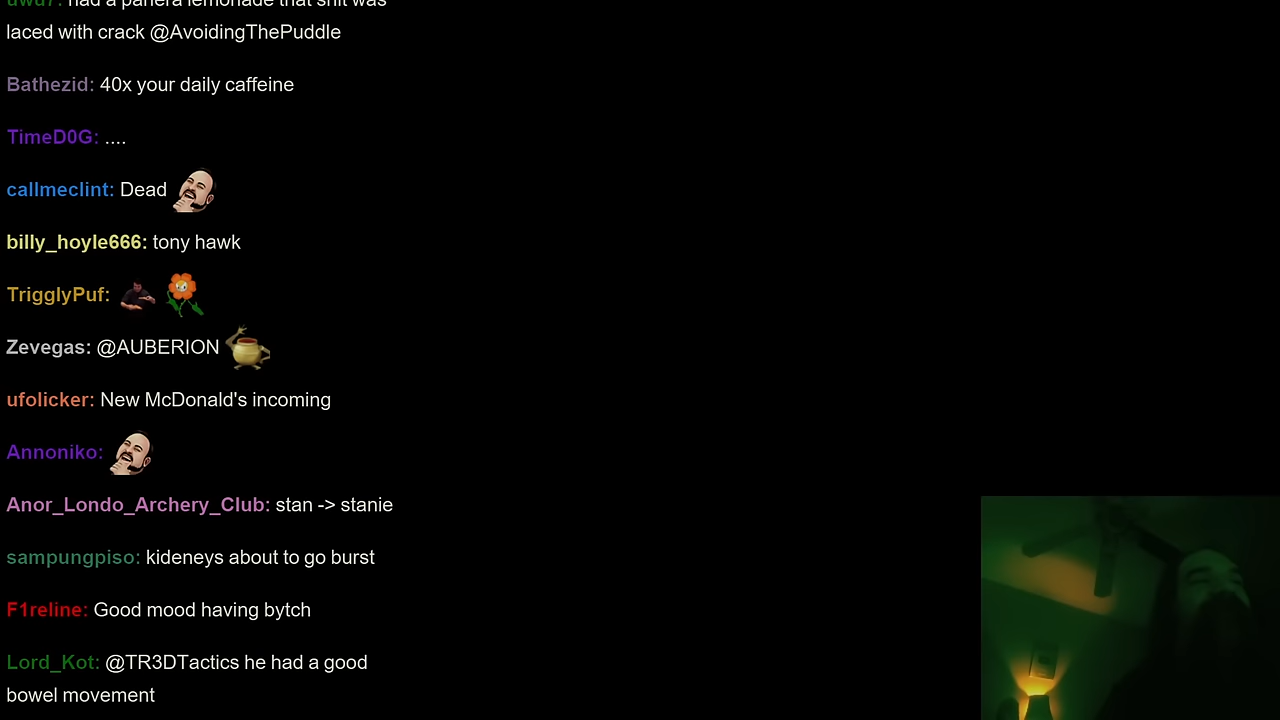 uwu7: had a panera lemonade that shit was
laced with crack @AvoidingThePuddle
Bathezid: 40x your daily caffeine
TimeD0G: ....
callmeclint: Dead
billy_hoyle666: tony hawk
TrigglyPuf:
Zevegas: @AUBERION
ufolicker: New McDonald's incoming
Annoniko:
Anor_Londo_Archery_Club: stan -> stanie
sampungpiso: kideneys about to go burst
F1reline: Good mood having bytch
Lord_Kot: @TR3DTactics he had a good
bowel movement